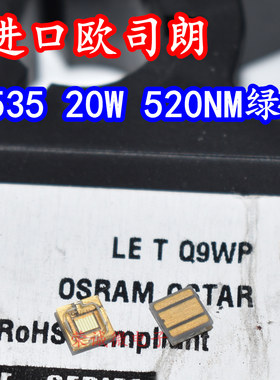 进口欧司朗
535 20W 520NM绿
LE T Q9WP
OSRAM OSTAR
RoHS Compliant